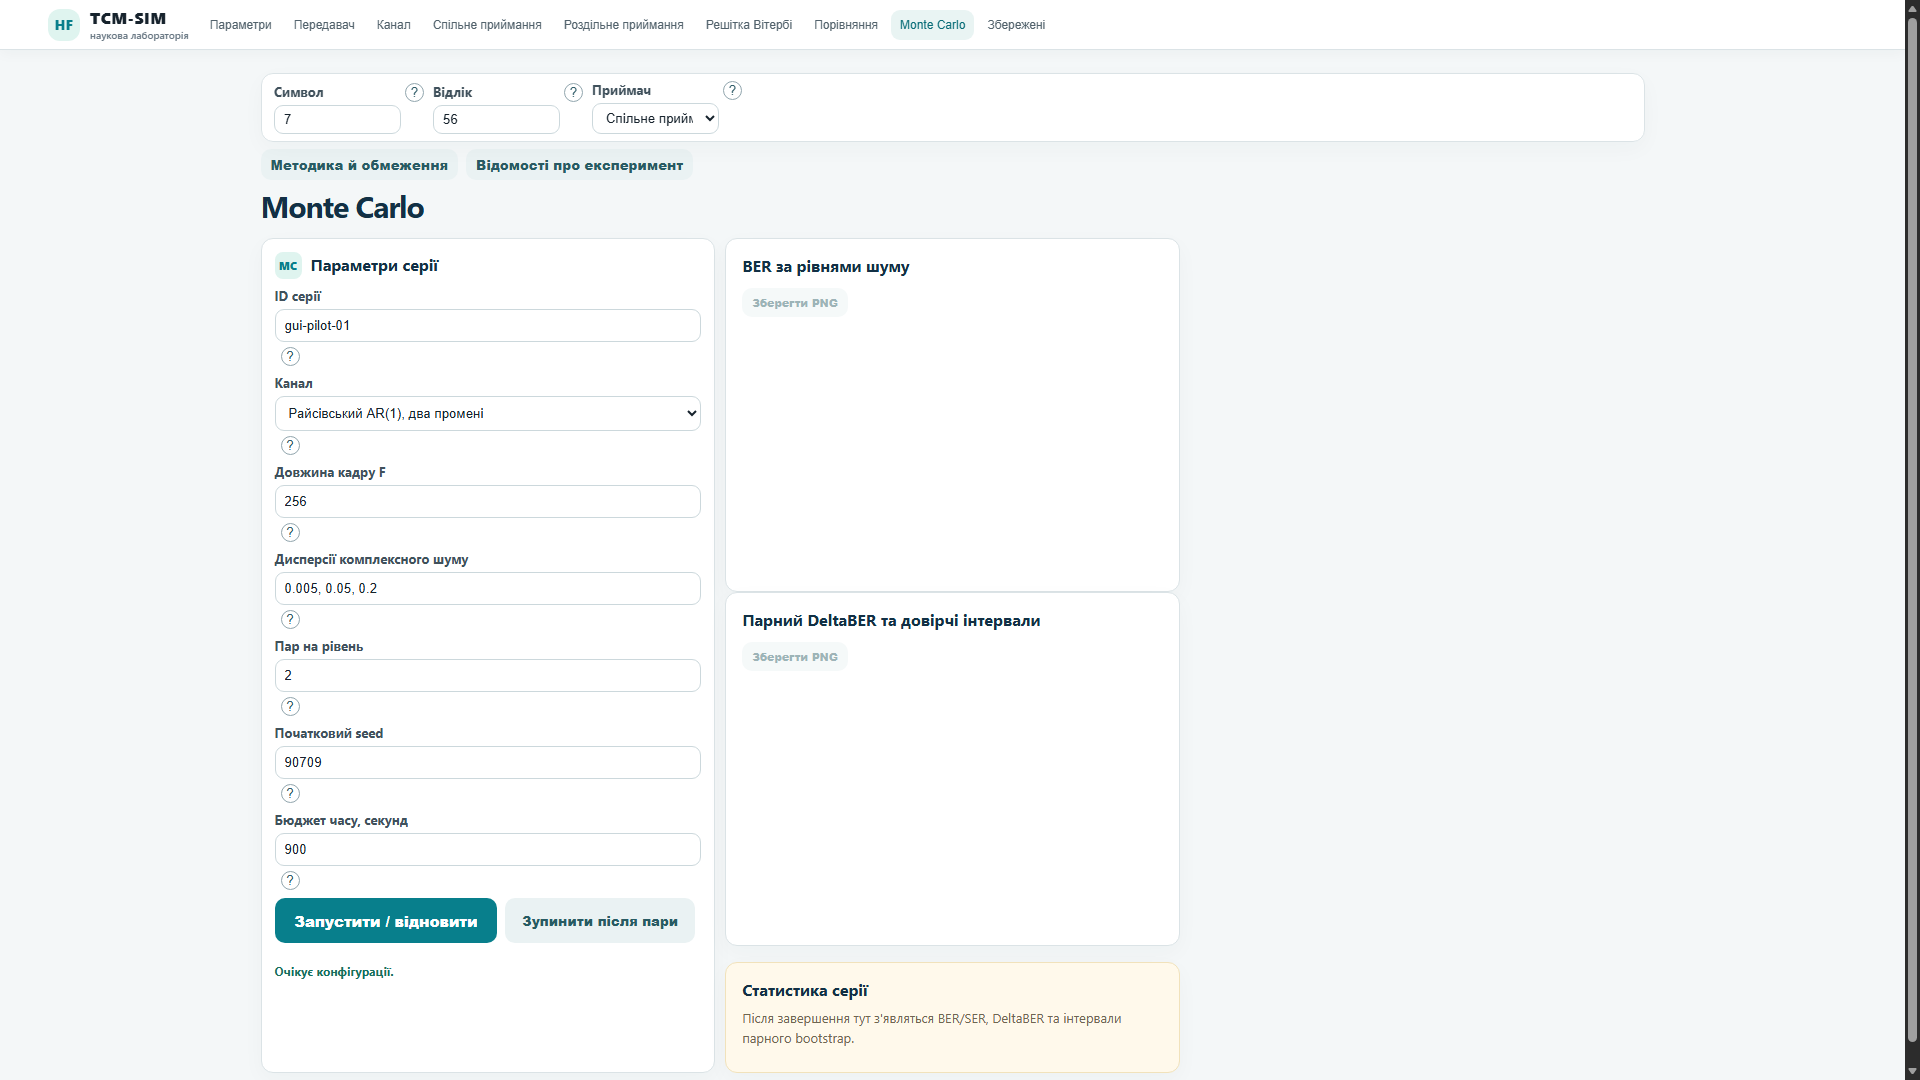 HF
TCM-SIM
наукова лабораторія
Параметри
Передавач
Канал
Спільне приймання
Роздільне приймання
Решітка Вітербі
Порівняння
Monte Carlo
Збережені
Символ
?
Відлік
?
Приймач
?
7
56
Спільне прийм
Методика й обмеження
Відомості про експеримент
Monte Carlo
MC
Параметри серії
ID серії
gui-pilot-01
?
Канал
Райсівський AR(1), два промені
?
Довжина кадру F
256
?
Дисперсії комплексного шуму
0.005, 0.05, 0.2
?
Пар на рівень
2
?
Початковий seed
90709
?
Бюджет часу, секунд
900
?
Запустити / відновити
Зупинити після пари
Очікує конфігурації.
BER за рівнями шуму
Зберегти PNG
Парний DeltaBER та довірчі інтервали
Зберегти PNG
Статистика серії
Після завершення тут з'являться BER/SER, DeltaBER та інтервали
парного bootstrap.